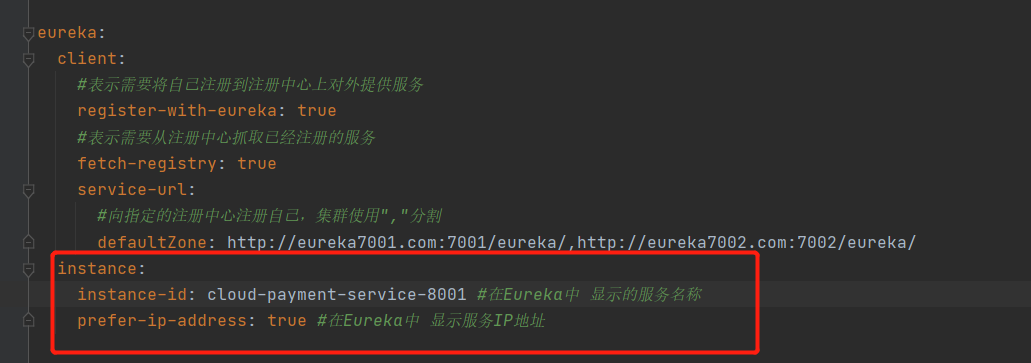 eureka:
client:
#表示需要将自己注册到注册中心上对外提供服务
register-with-eureka: true
#表示需要从注册中心抓取已经注册的服务
fetch-registry: true
service-url:
#向指定的注册中心注册自己，集群使用","分割
defaultZone: http://eureka7001.com:7001/eureka/,http://eureka7002.com:7002/eureka/
instance:
instance-id: cloud-payment-service-8001 #在Eureka中 显示的服务名称
prefer-ip-address: true #在Eureka中 显示服务IP地址